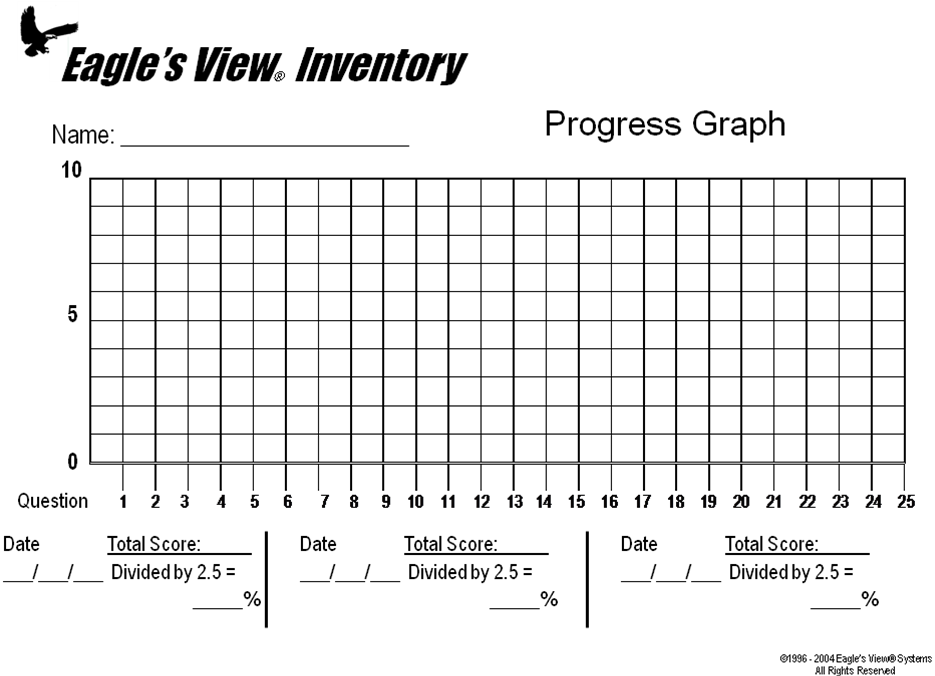 Eagle's View® Inventory
Name: ____________________
Progress Graph
10
5
0
Question 1 2 3 4 5 6 7 8 9 10 11 12 13 14 15 16 17 18 19 20 21 22 23 24 25
Date Total Score:_____ Date Total Score:_____ Date Total Score:_____
___/___/___ Divided by 2.5 = ___/___/___ Divided by 2.5 = ___/___/___ Divided by 2.5 =
_____% _____% _____%
©1996 - 2004 Eagle's View® Systems
All Rights Reserved